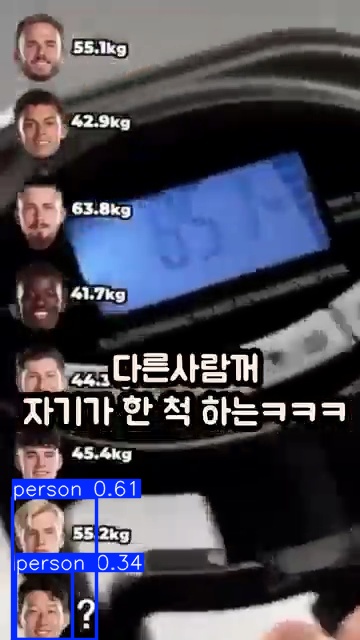 55.1kg
42.9kg
63.8kg
41.7kg
44.3
다른사람꺼
자기가 한 척 하는ㅋㅋㅋ
45.4kg
person 0.61
55.2kg
person 0.34
?